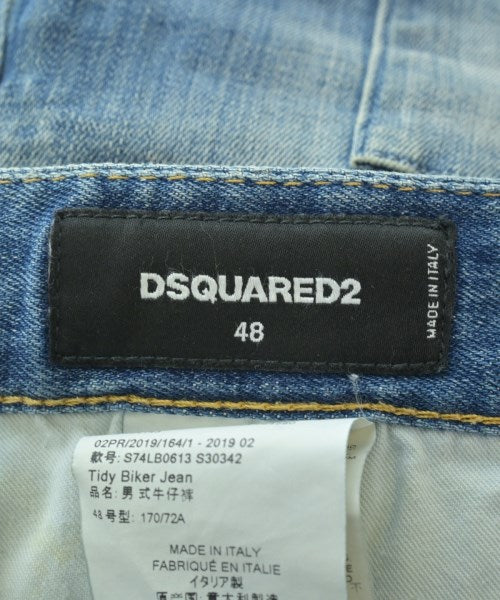 DSQUARED2
48
MADE IN ITALY
02PR/2019/164/1 - 2019 02
款号: S74LB0613 S30342
Tidy Biker Jean
品名: 男式牛仔裤
48号型: 170/72A
MADE IN ITALY
FABRIQUÉ EN ITALIE
イタリア製
原产国: 意大利制造